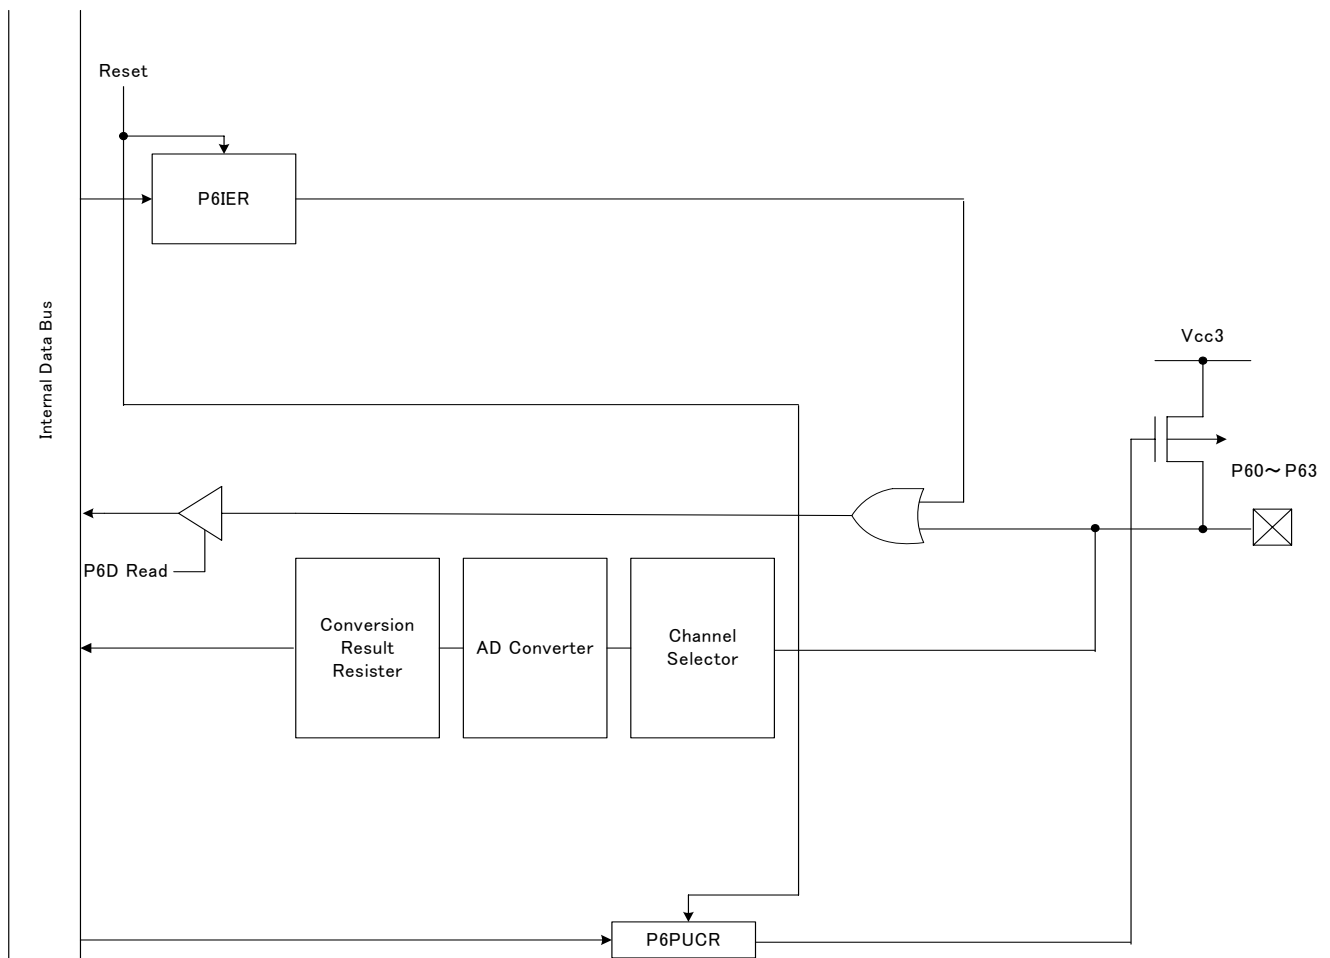 Reset
P6IER
Internal Data Bus
Vcc3
P60～P63
P6D Read
Conversion
Result
Resister
AD Converter
Channel
Selector
P6PUCR